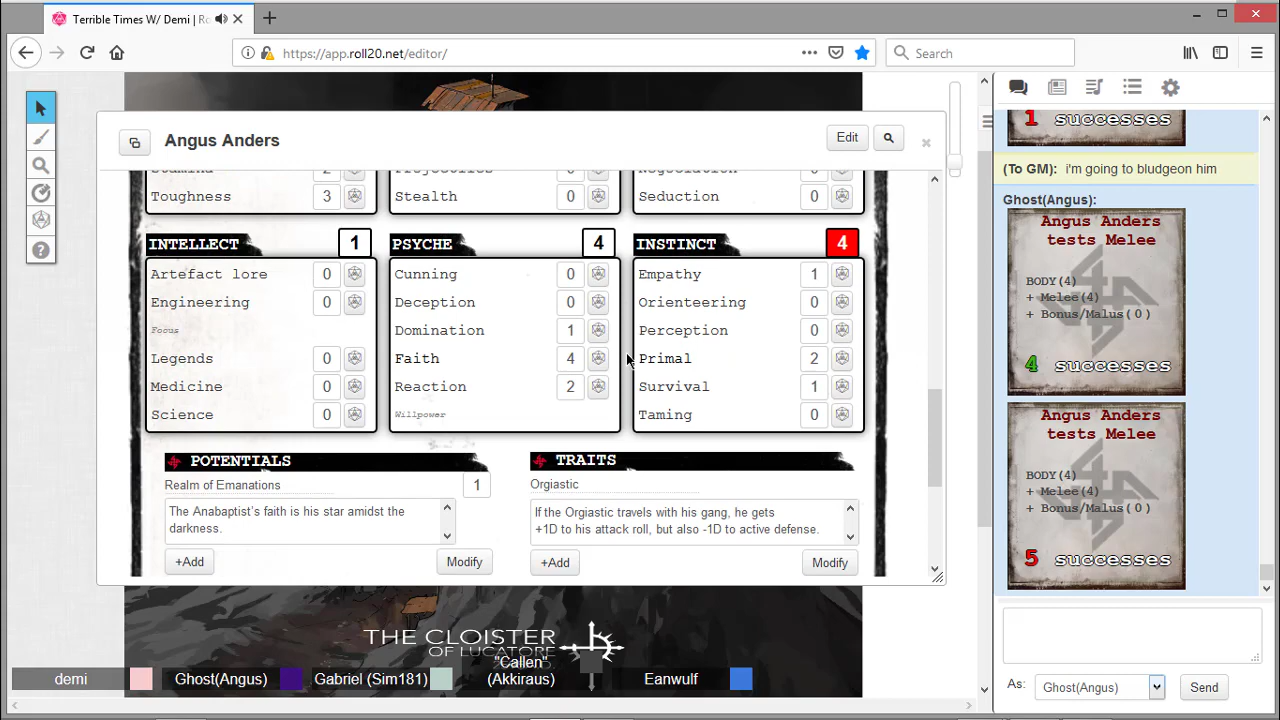 Terrible Times W/ Demi | Ro
https://app.roll20.net/editor/
Search
Angus Anders
Edit
Stamina 2
Projectiles 0
Negotiation 0
Toughness 3
Stealth 0
Seduction 0
INTELLECT 1
Artefact lore 0
Engineering 0
Focus
Legends 0
Medicine 0
Science 0
PSYCHE 4
Cunning 0
Deception 0
Domination 1
Faith 4
Reaction 2
Willpower
INSTINCT 4
Empathy 1
Orienteering 0
Perception 0
Primal 2
Survival 1
Taming 0
POTENTIALS
Realm of Emanations 1
The Anabaptist's faith is his star amidst the
darkness.
+Add
Modify
TRAITS
Orgiastic
If the Orgiastic travels with his gang, he gets
+1D to his attack roll, but also -1D to active defense.
+Add
Modify
THE CLOISTER
OF LUCATORE
demi
Ghost(Angus)
Gabriel (Sim181)
"Callen"
(Akkiraus)
Eanwulf
1 successes
(To GM): i'm going to bludgeon him
Ghost(Angus):
Angus Anders
tests Melee
BODY(4)
+ Melee(4)
+ Bonus/Malus( 0 )
4 successes
Angus Anders
tests Melee
BODY(4)
+ Melee(4)
+ Bonus/Malus( 0 )
5 successes
As: Ghost(Angus)
Send